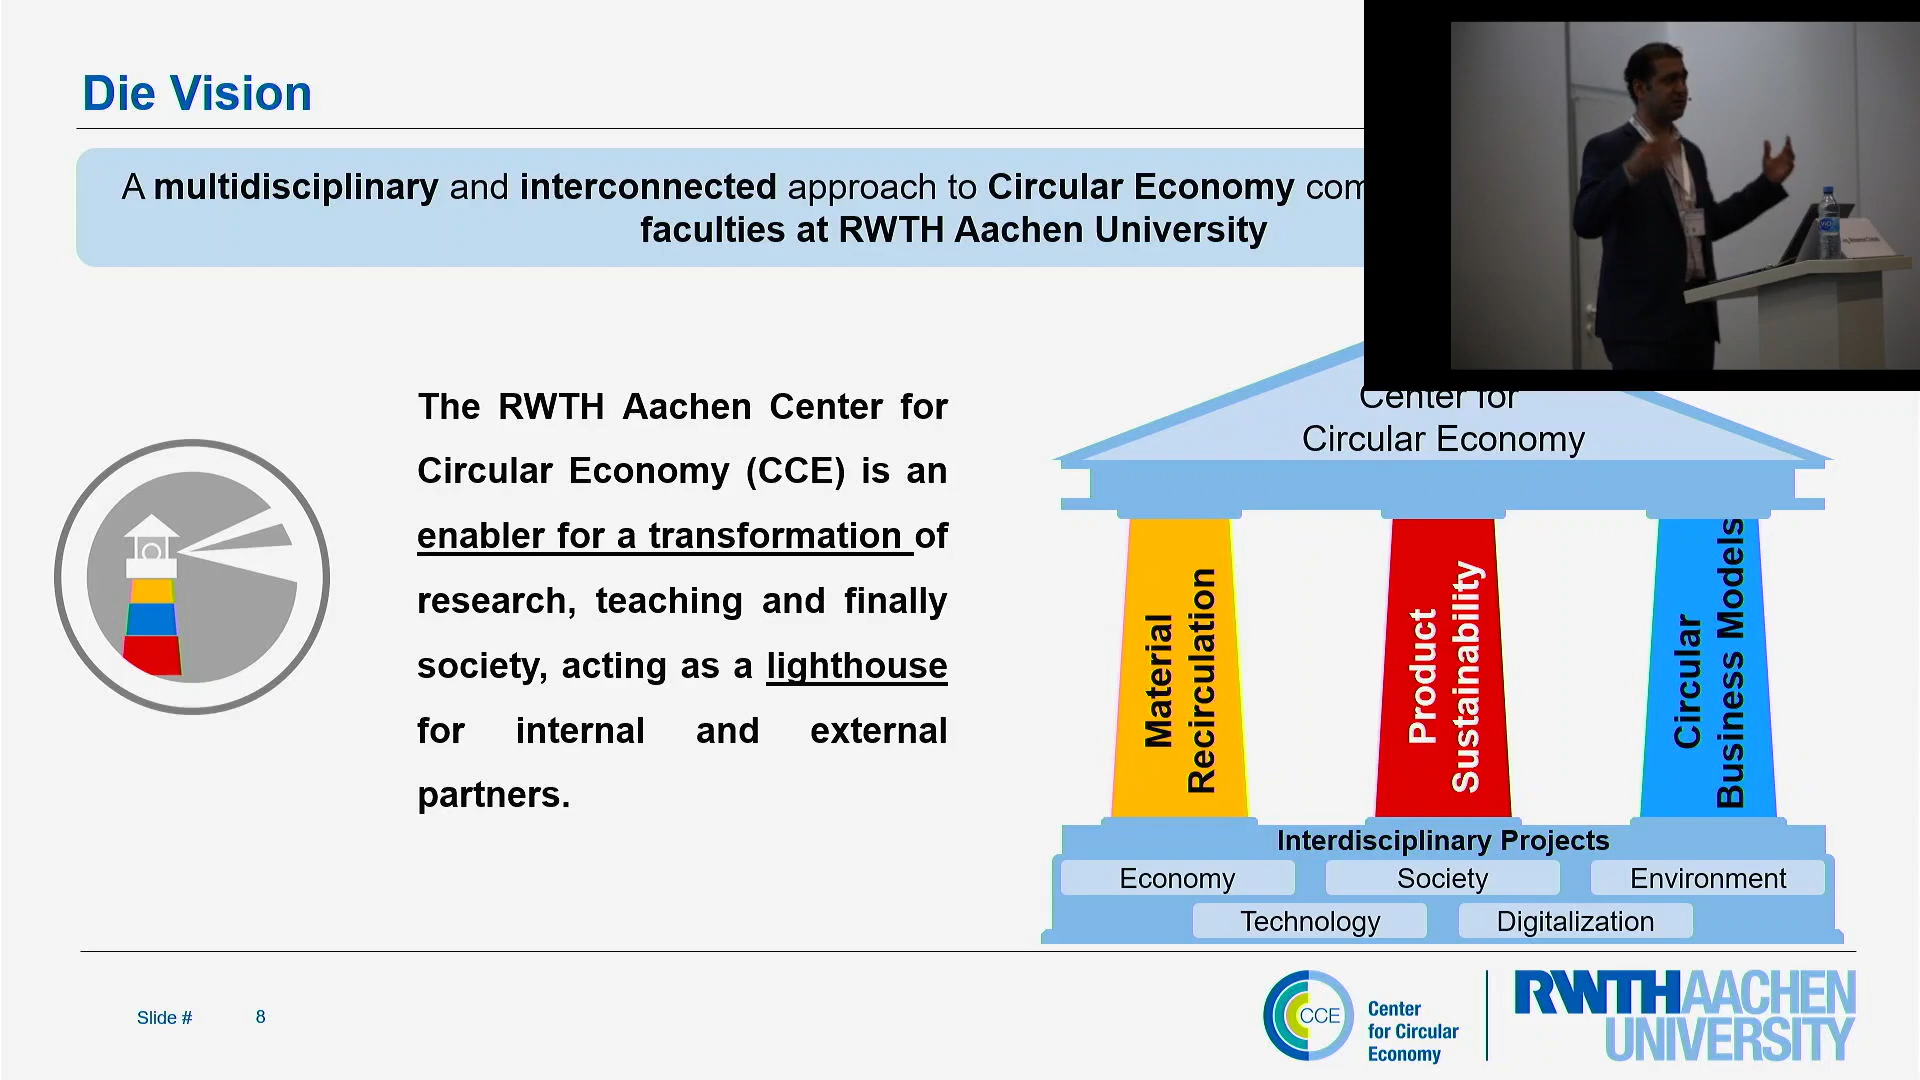 Die Vision
A multidisciplinary and interconnected approach to Circular Economy
faculties at RWTH Aachen University
The RWTH Aachen Center for
Circular Economy (CCE) is an
enabler for a transformation of
research, teaching and finally
society, acting as a lighthouse
for internal and external
partners.
Center for
Circular Economy
Material
Recirculation
Product
Sustainability
Circular
Business Models
Interdisciplinary Projects
Economy
Society
Environment
Technology
Digitalization
Slide #
8
CCE
Center
for Circular
Economy
RWTH AACHEN
UNIVERSITY